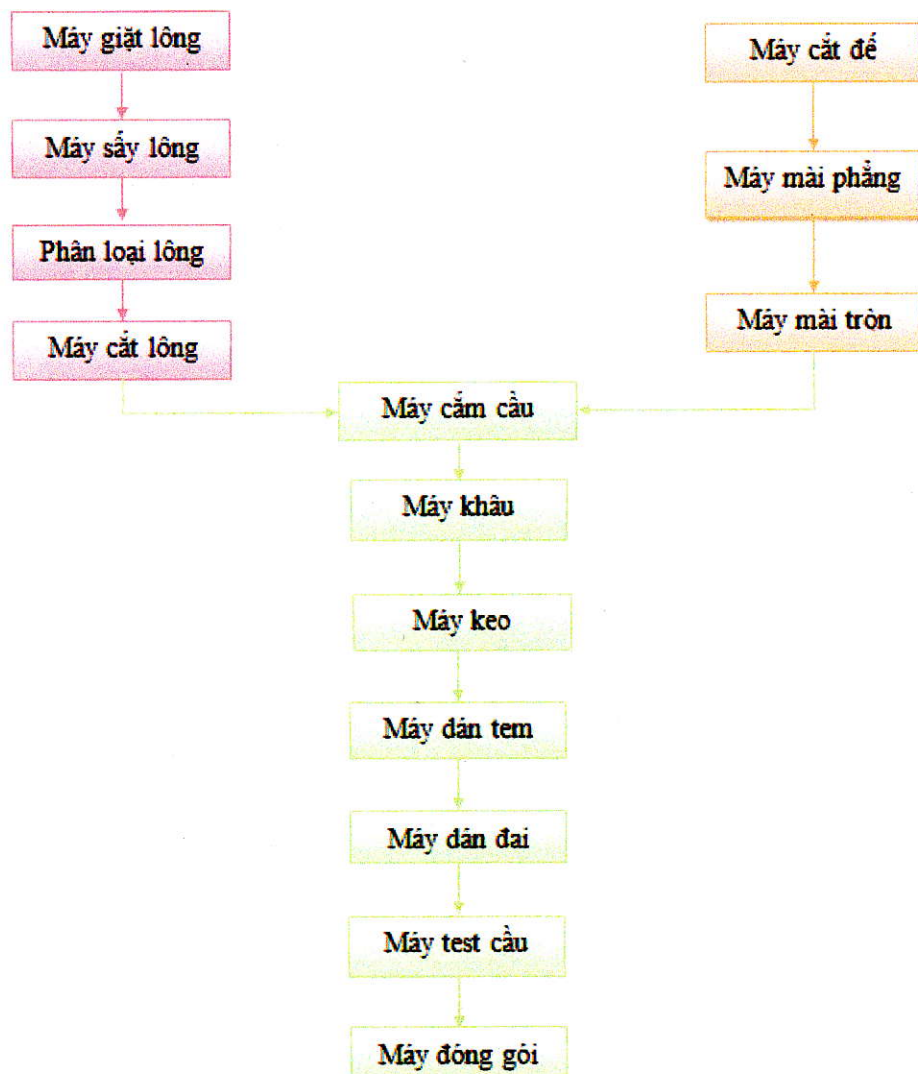 Máy giặt lông
Máy sấy lông
Phân loại lông
Máy cắt lông
Máy cắt đế
Máy mài phẳng
Máy mài tròn
Máy cắm cầu
Máy khâu
Máy keo
Máy dán tem
Máy dán đai
Máy test cầu
Máy đóng gói